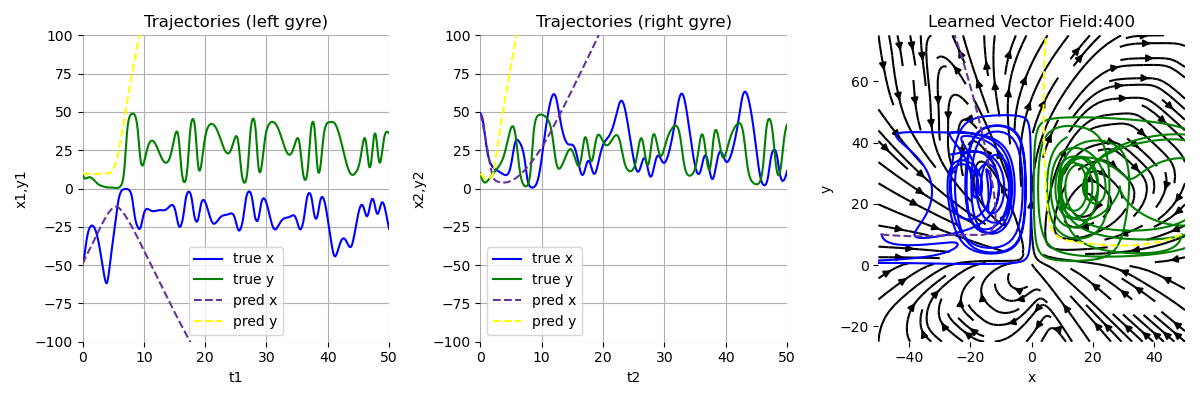 Trajectories (left gyre)
100
75
50
25
0
−25
−50
−75
−100
x1,y1
true x
true y
pred x
pred y
0 10 20 30 40 50
t1
Trajectories (right gyre)
100
75
50
25
0
−25
−50
−75
−100
x2,y2
true x
true y
pred x
pred y
0 10 20 30 40 50
t2
Learned Vector Field:400
60
40
20
0
−20
y
−40 −20 0 20 40
x